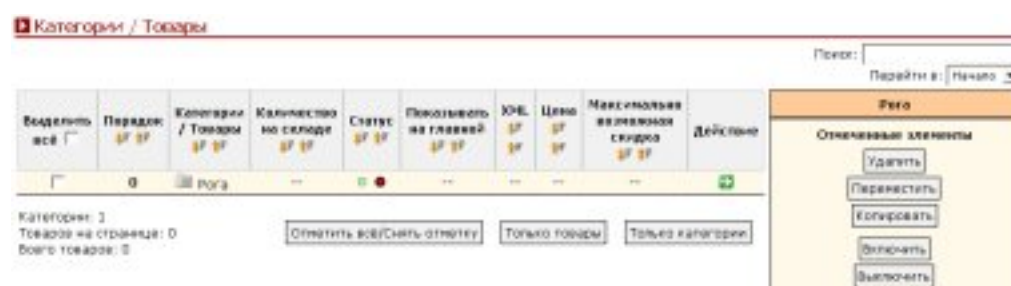 Категории / Товары
Поиск:
Перейти в: Начало
Выделить всё
Порядок
Категории / Товары
Количество на складе
Статус
Показывать на главной
XML
Цена
Максимально возможная скидка
Действие
0 Рога -- -- -- -- --
Категории: 1
Товаров на странице: 0
Всего товаров: 0
Отметить всё/Снять отметку
Только товары
Только категории
Рога
Отмеченные элементы
Удалить
Переместить
Копировать
Включить
Выключить